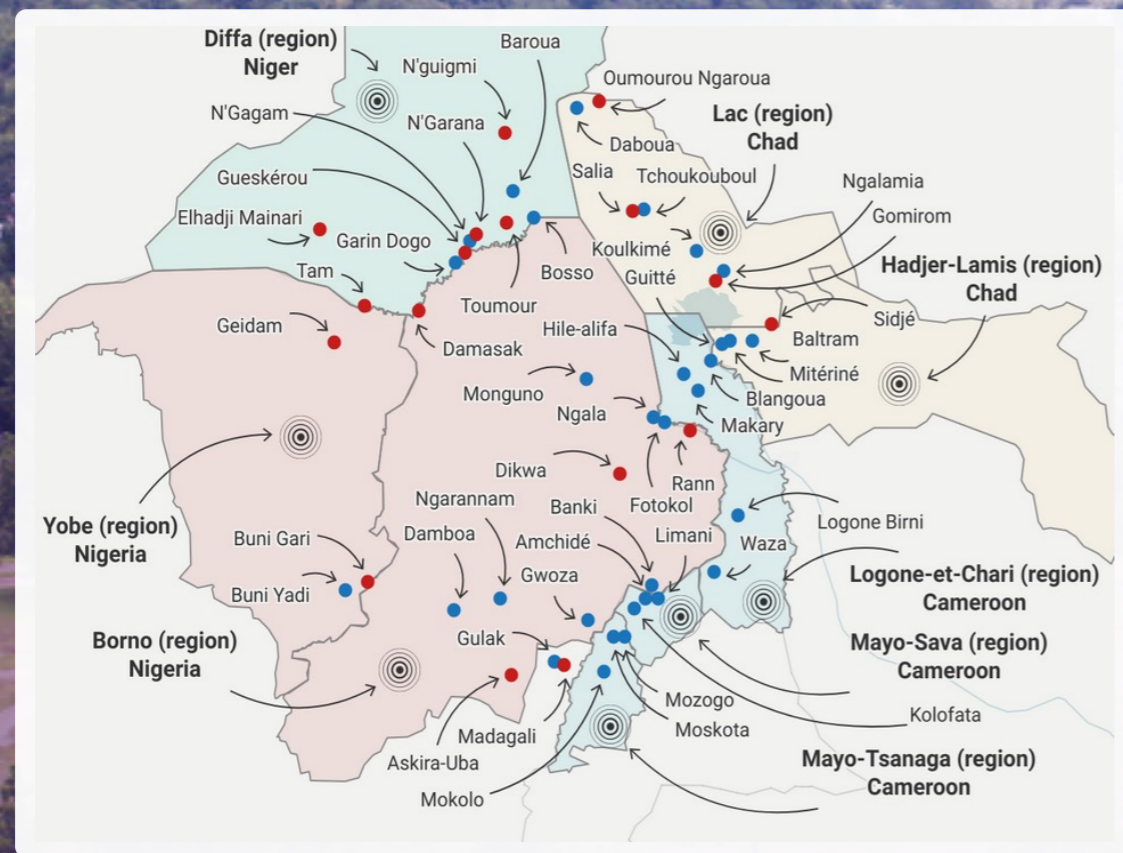 Diffa (region)
Niger
Baroua
N'guigmi
Oumourou Ngaroua
N'Gagam
N'Garana
Lac (region)
Chad
Daboua
Salia
Tchoukouboul
Gueskérou
Ngalamia
Elhadji Mainari
Gomirom
Garin Dogo
Koulkimé
Bosso
Guitté
Hadjer-Lamis (region)
Chad
Tam
Toumour
Geidam
Hile-alifa
Sidjé
Damasak
Baltram
Mitériné
Monguno
Blangoua
Ngala
Makary
Dikwa
Rann
Ngarannam
Banki
Fotokol
Yobe (region)
Nigeria
Buni Gari
Damboa
Amchidé
Limani
Logone Birni
Waza
Gwoza
Logone-et-Chari (region)
Cameroon
Buni Yadi
Borno (region)
Nigeria
Gulak
Mayo-Sava (region)
Cameroon
Mozogo
Kolofata
Moskota
Madagali
Askira-Uba
Mayo-Tsanaga (region)
Cameroon
Mokolo